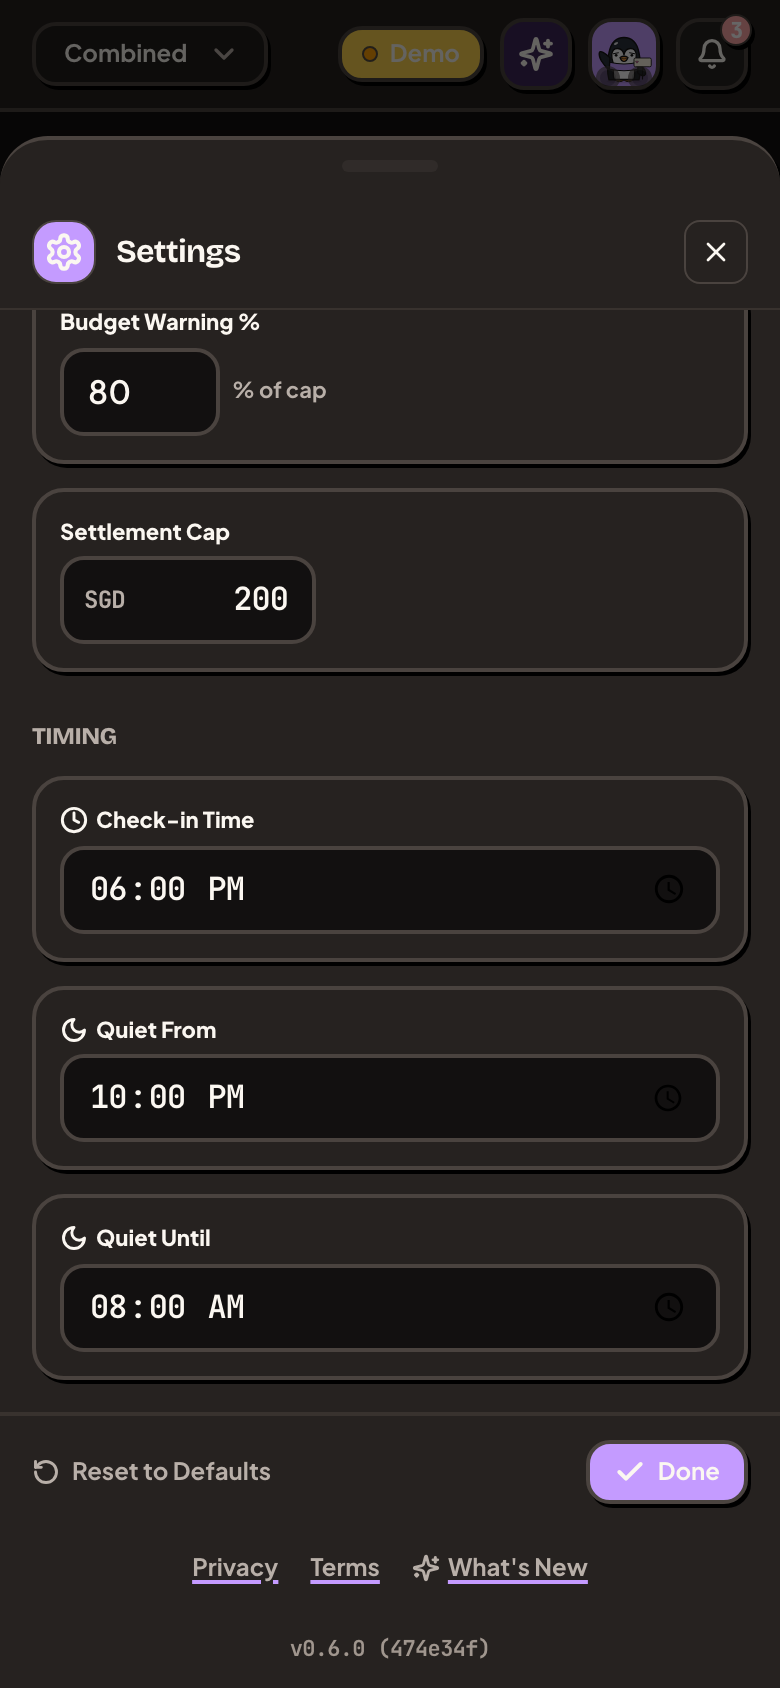 Combined
Demo
3
Settings
Budget Warning %
80
% of cap
Settlement Cap
SGD 200
TIMING
Check-in Time
06:00 PM
Quiet From
10:00 PM
Quiet Until
08:00 AM
Reset to Defaults
Done
Privacy Terms What's New
v0.6.0 (474e34f)